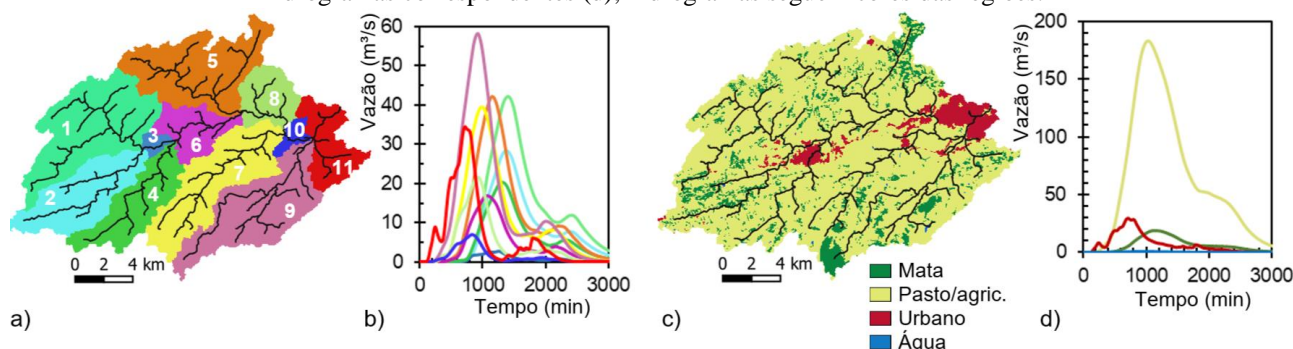 5
1
8
3
10
6
11
2
7
4
9
0 2 4 km
a)
Vazão (m³/s)
60
50
40
30
20
10
0
0 1000 2000 3000
Tempo (min)
b)
0 2 4 km
Mata
Pasto/agric.
Urbano
Água
c)
Vazão (m³/s)
200
150
100
50
0
0 1000 2000 3000
Tempo (min)
d)